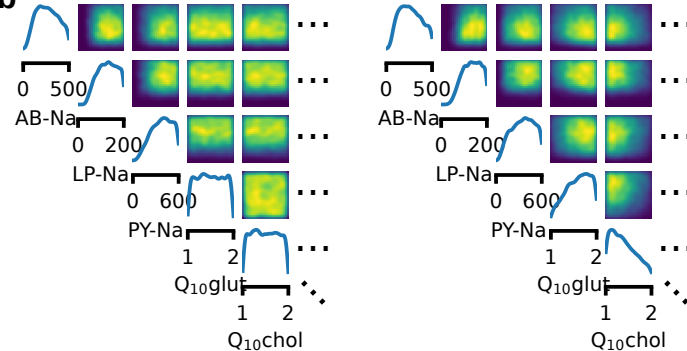 b
0 500 0 500
AB-Na AB-Na
0 200 0 200
LP-Na LP-Na
0 600 0 600
PY-Na PY-Na
1 2 1 2
Q₁₀glut Q₁₀glut
1 2 1 2
Q₁₀chol Q₁₀chol